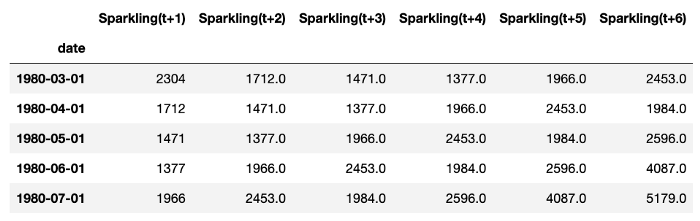 Sparkling(t+1) Sparkling(t+2) Sparkling(t+3) Sparkling(t+4) Sparkling(t+5) Sparkling(t+6)
date
1980-03-01 2304 1712.0 1471.0 1377.0 1966.0 2453.0
1980-04-01 1712 1471.0 1377.0 1966.0 2453.0 1984.0
1980-05-01 1471 1377.0 1966.0 2453.0 1984.0 2596.0
1980-06-01 1377 1966.0 2453.0 1984.0 2596.0 4087.0
1980-07-01 1966 2453.0 1984.0 2596.0 4087.0 5179.0